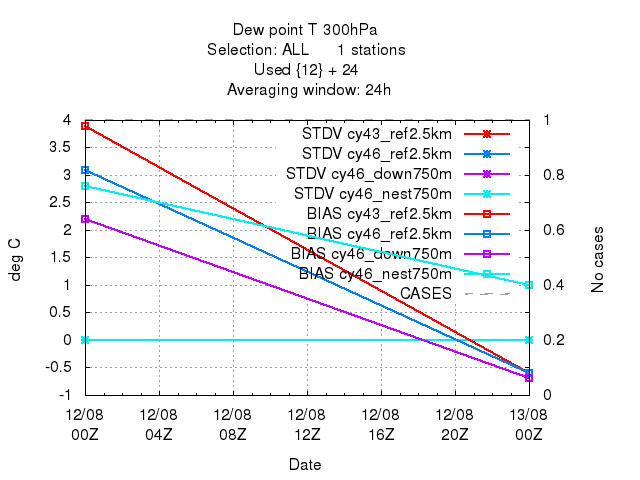 Dew point T 300hPa
Selection: ALL      1 stations
Used {12} + 24
Averaging window: 24h
deg C
4
3.5
3
2.5
2
1.5
1
0.5
0
-0.5
-1
STDV cy43_ref2.5km
STDV cy46_ref2.5km
STDV cy46_down750m
STDV cy46_nest750m
BIAS cy43_ref2.5km
BIAS cy46_ref2.5km
BIAS cy46_down750m
BIAS cy46_nest750m
CASES
1
0.8
0.6
0.4
0.2
0
No cases
12/08 12/08 12/08 12/08 12/08 12/08 13/08
00Z 04Z 08Z 12Z 16Z 20Z 00Z
Date